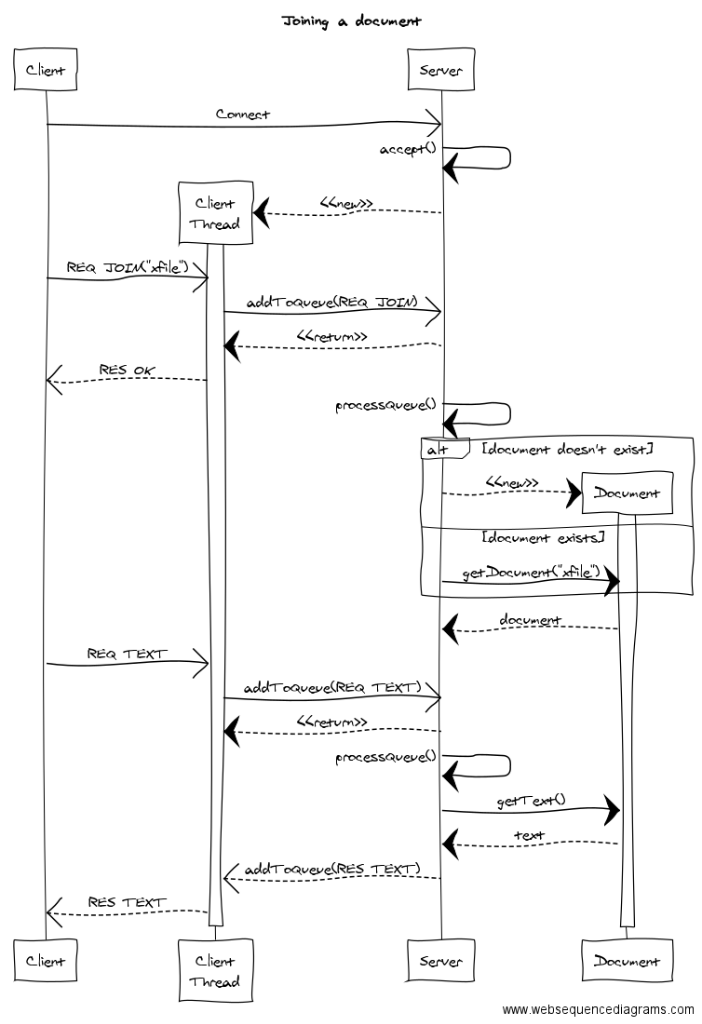 Joining a document
Client
Server
Connect
accept()
Client
Thread
<<new>>
REQ JOIN("xfile")
addToQueue(REQ JOIN)
<<return>>
RES OK
processQueue()
alt
[document doesn't exist]
<<new>>
Document
[document exists]
getDocument("xfile")
document
REQ TEXT
addToQueue(REQ TEXT)
<<return>>
processQueue()
getText()
text
addToQueue(RES TEXT)
RES TEXT
Client
Client
Thread
Server
Document
www.websequencediagrams.com